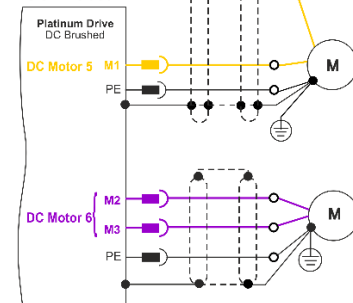 Platinum Drive
DC Brushed
DC Motor 5 M1
M
PE
M2
DC Motor 6
M3
M
PE